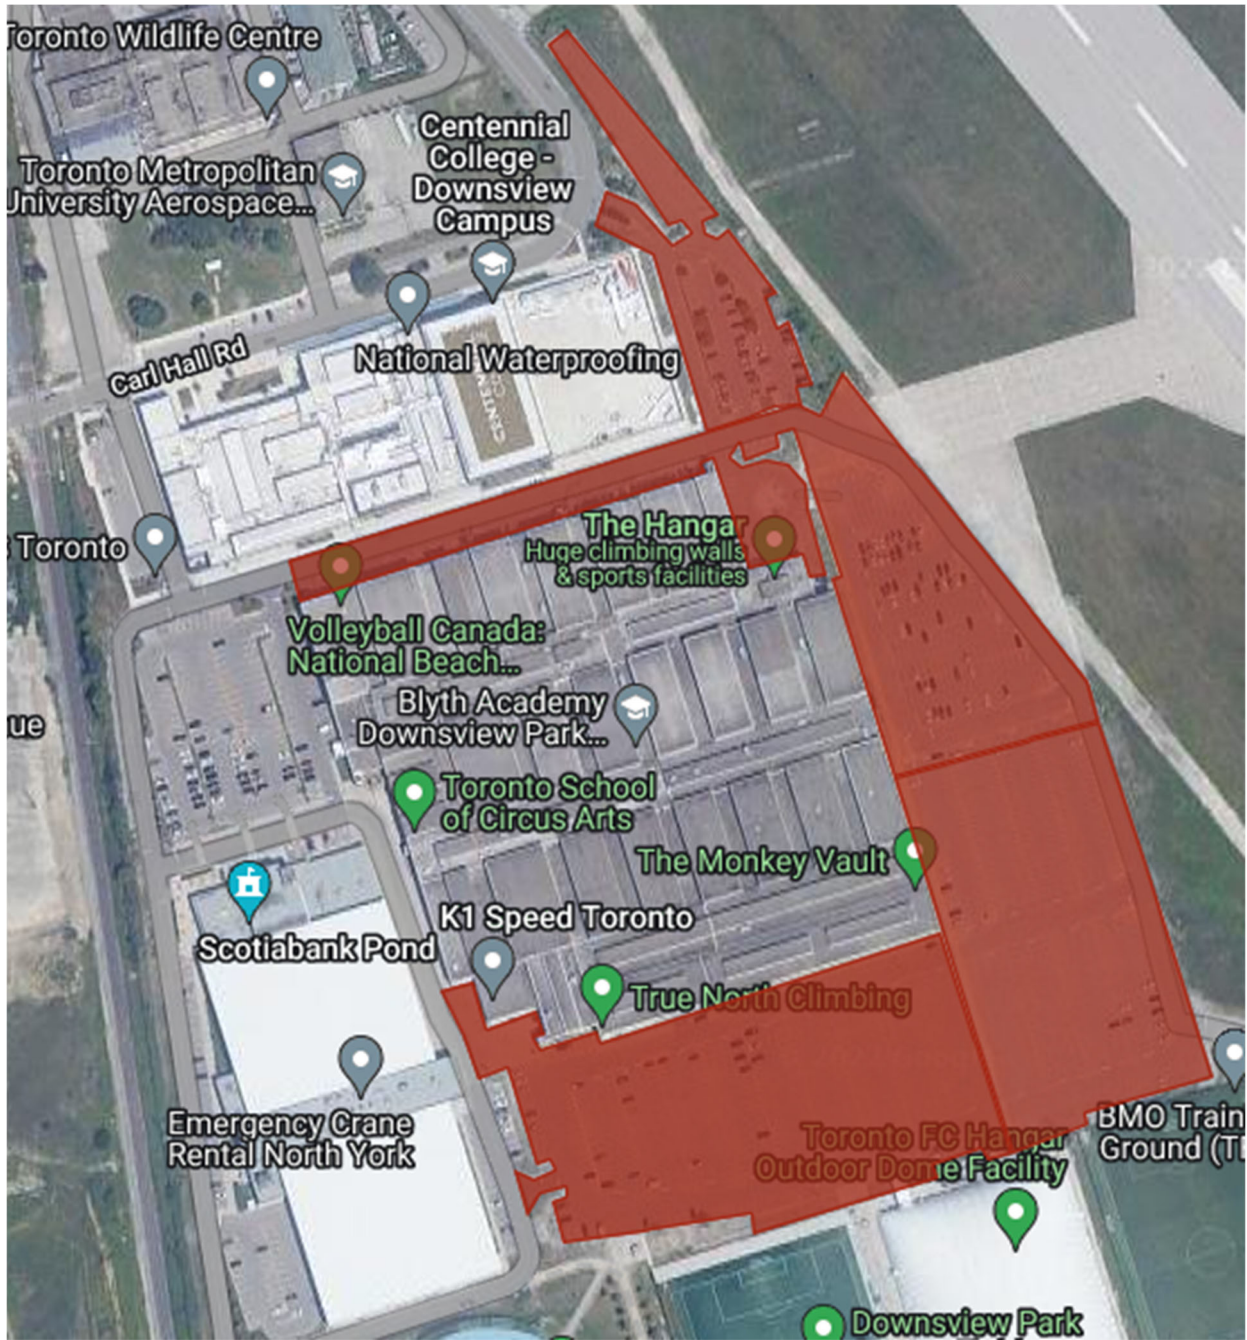 Toronto Wildlife Centre
Centennial
College -
Downsview
Campus
Toronto Metropolitan
University Aerospace...
National Waterproofing
Carl Hall Rd
CENTEN
The Hangar
Huge climbing walls
& sports facilities
Toronto
Volleyball Canada:
National Beach...
Blyth Academy
Downsview Park...
ue
Toronto School
of Circus Arts
The Monkey Vault
K1 Speed Toronto
Scotiabank Pond
True North Climbing
Emergency Crane
Rental North York
BMO Train
Ground (T
Toronto FC Hangar
Outdoor Dome Facility
Downsview Park